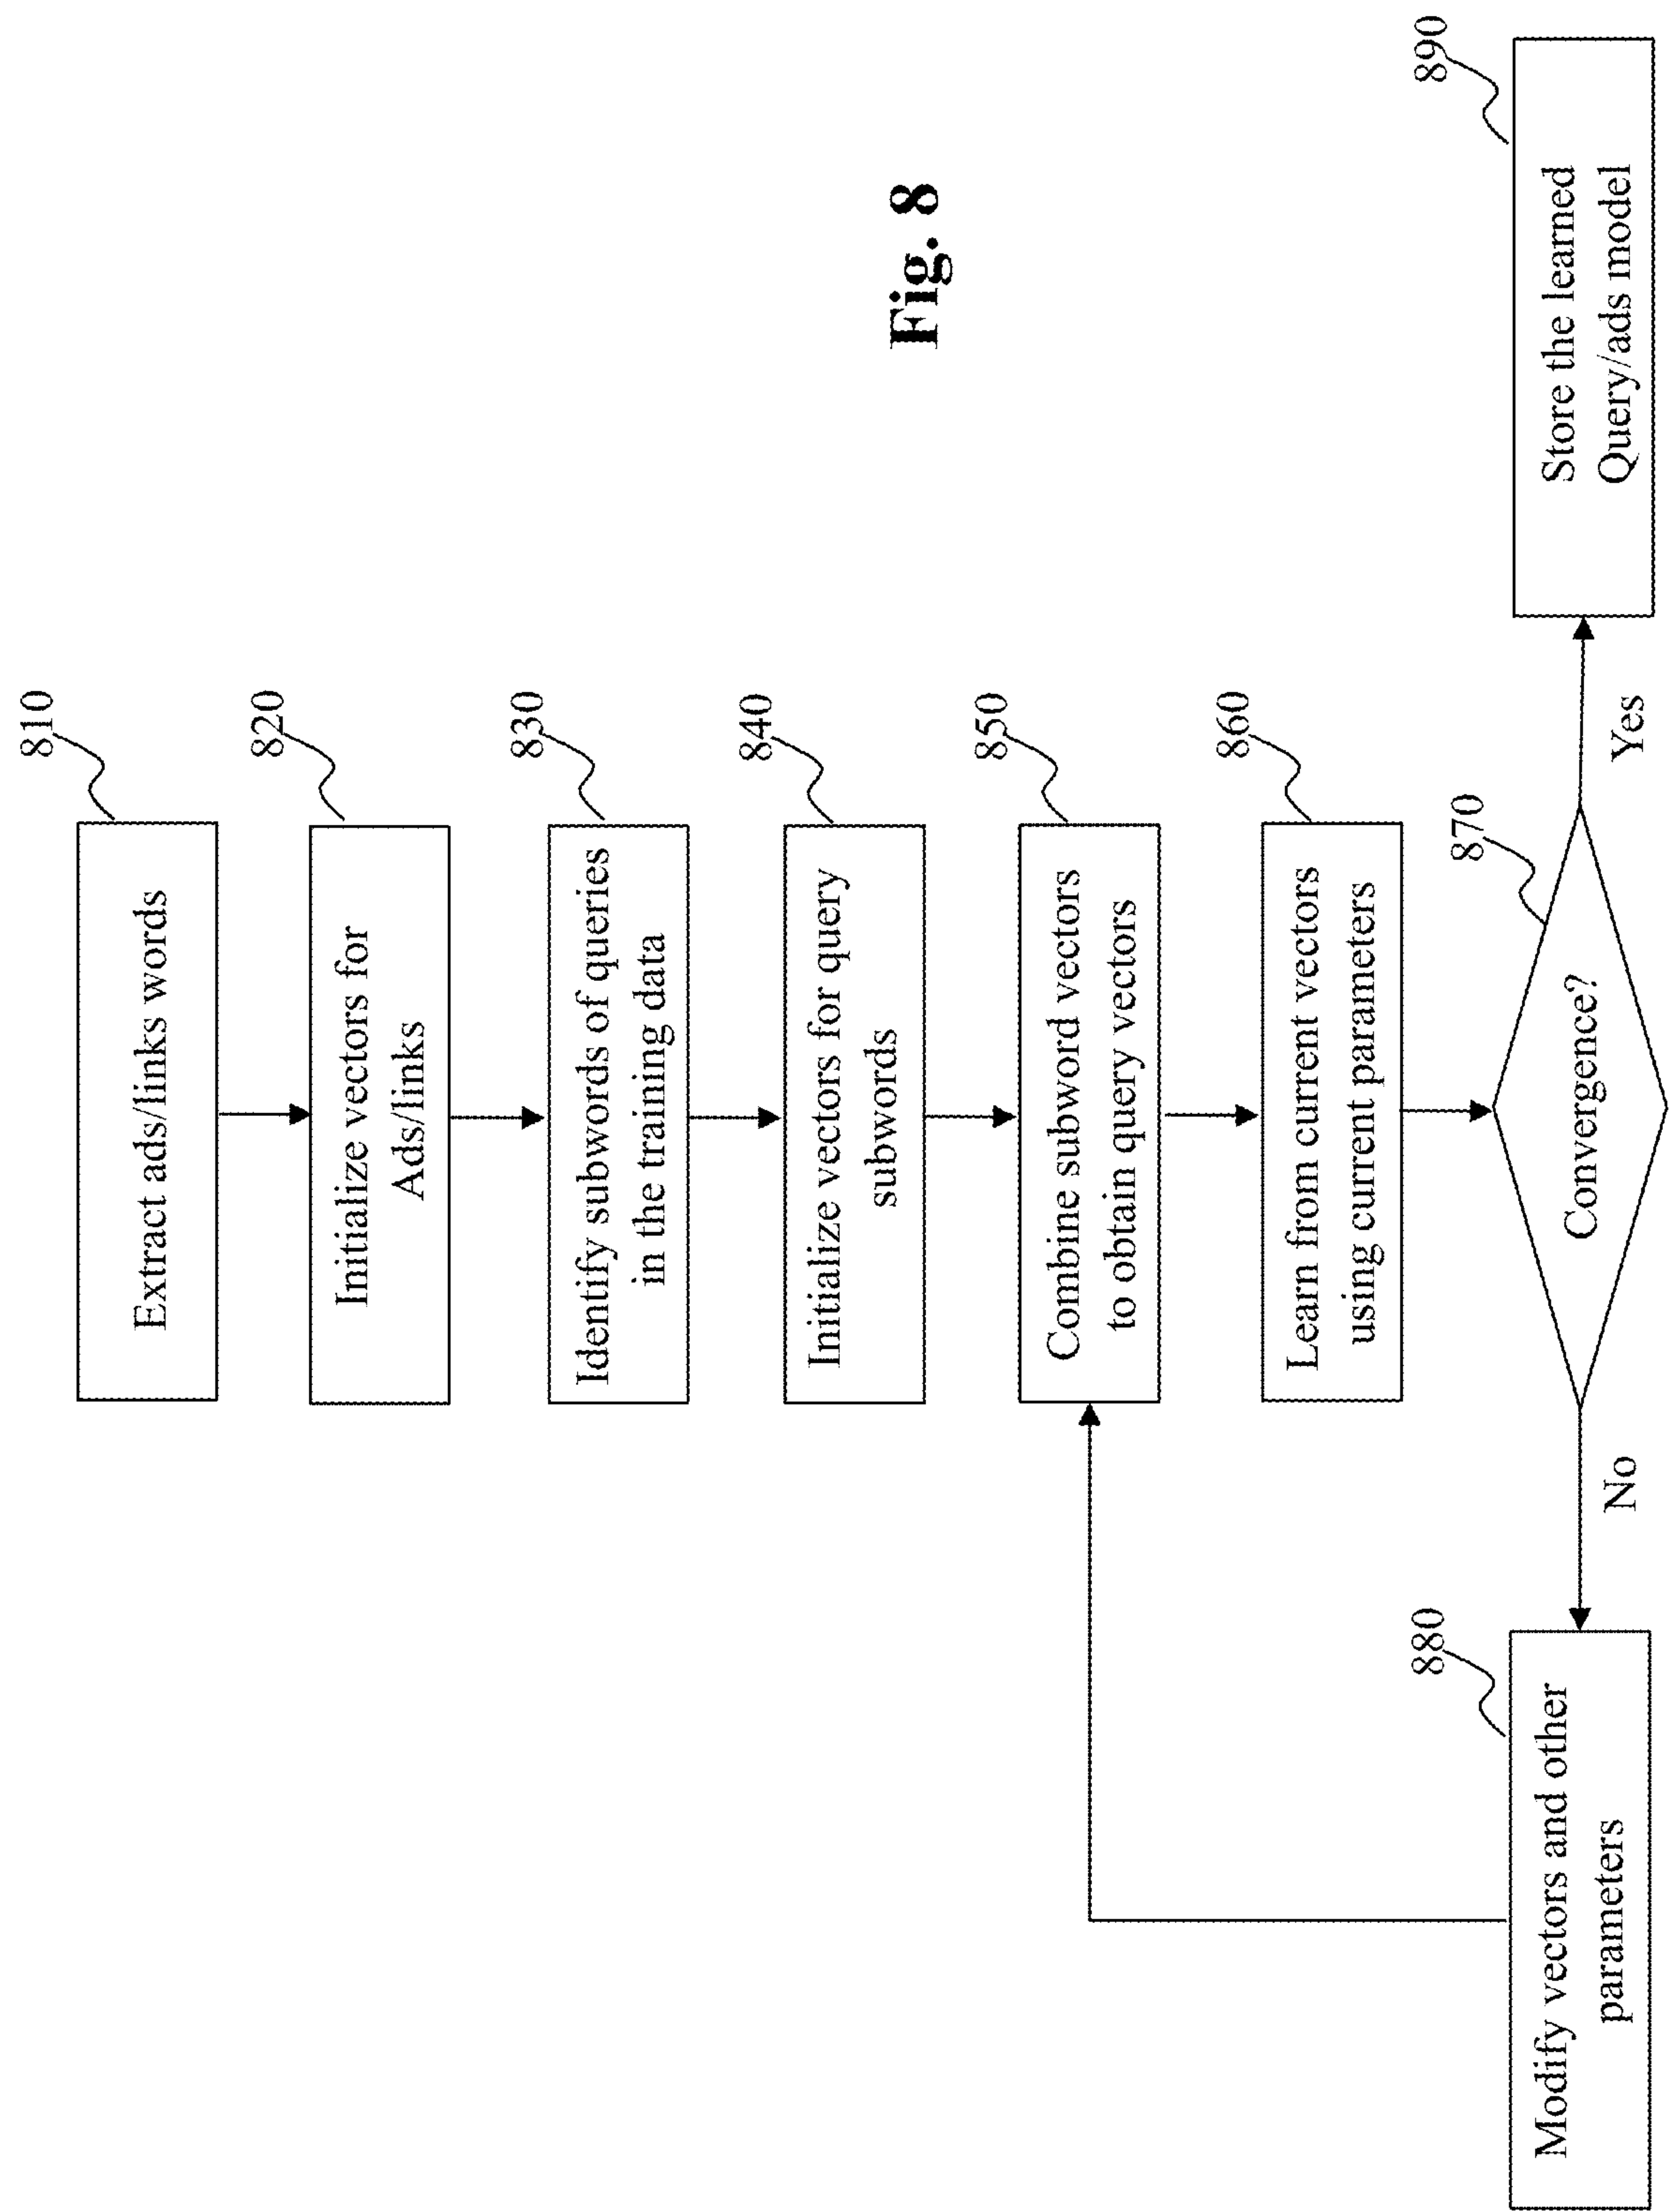 810
Extract ads/links words
820
Initialize vectors for
Ads/links
830
Identify subwords of queries
in the training data
840
Initialize vectors for query
subwords
850
Combine subword vectors
to obtain query vectors
860
Learn from current vectors
using current parameters
870
Convergence?
No
Yes
880
Modify vectors and other
parameters
890
Store the learned
Query/ads model
Fig. 8